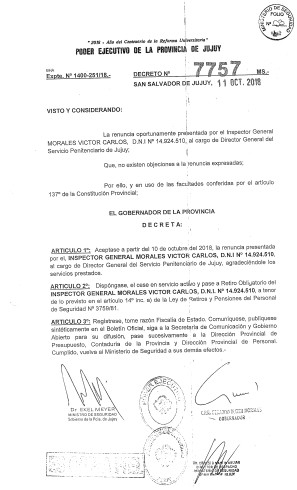 MINISTERIO DE SEGURIDAD
FOLIO
"2018 - Año del Centenario de la Reforma Universitaria"
PODER EJECUTIVO DE LA PROVINCIA DE JUJUY
Expte. Nº 1400-251/18.-
DECRETO Nº 7757 MS.-
SAN SALVADOR DE JUJUY, 11 OCT. 2018
VISTO Y CONSIDERANDO:
La renuncia oportunamente presentada por el Inspector General
MORALES VICTOR CARLOS, D.N.I Nº 14.924.510, al cargo de Director General del
Servicio Penitenciario de Jujuy;
Que, no existen objeciones a la renuncia expresadas;
Por ello, y en uso de las facultades conferidas por el artículo
137º de la Constitución Provincial;
EL GOBERNADOR DE LA PROVINCIA
D E C R E T A:
ARTÍCULO 1º: Aceptase a partir del 10 de octubre del 2018, la renuncia presentada
por el, INSPECTOR GENERAL MORALES VICTOR CARLOS, D.N.I Nº 14.924.510,
al cargo de Director General del Servicio Penitenciario de Jujuy, agradeciéndole los
servicios prestados.
ARTÍCULO 2º: Dispóngase, el cese en servicio activo y pase a Retiro Obligatorio del
INSPECTOR GENERAL MORALES VICTOR CARLOS, D.N.I. Nº 14.924.510, a tenor
de lo previsto en el artículo 14º inc. s) de la Ley de Retiros y Pensiones del Personal
de Seguridad Nº 3759/81.
ARTÍCULO 3º: Regístrese, tome razón Fiscalía de Estado. Comuníquese, publíquese
sintéticamente en el Boletín Oficial, siga a la Secretaría de Comunicación y Gobierno
Abierto para su difusión, pase sucesivamente a la Dirección Provincial de
Presupuesto, Contaduría de la Provincia y Dirección Provincial de Personal.
Cumplido, vuelva al Ministerio de Seguridad a sus demás efectos.-
Dr EKEL MEYER
MINISTRO DE SEGURIDAD
Gobierno de la Pcia. de Jujuy
GOBERNADOR